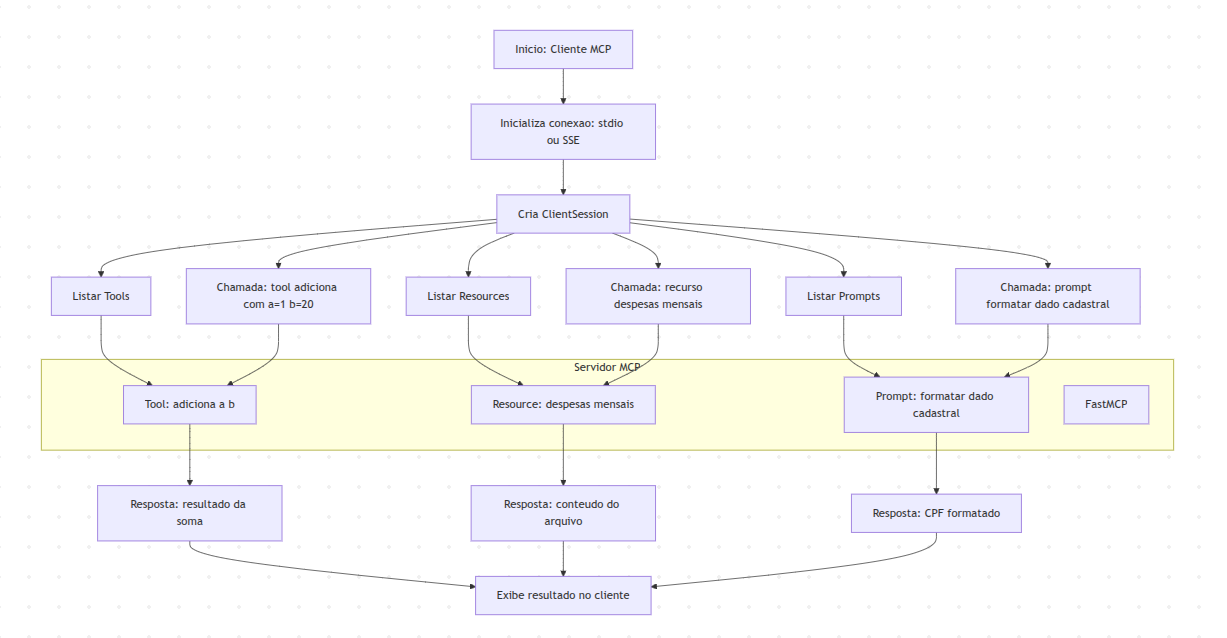 Inicio: Cliente MCP
Inicializa conexao: stdio
ou SSE
Cria ClientSession
Listar Tools
Chamada: tool adiciona
com a=1 b=20
Listar Resources
Chamada: recurso
despesas mensais
Listar Prompts
Chamada: prompt
formatar dado cadastral
Servidor MCP
Tool: adiciona a b
Resource: despesas mensais
Prompt: formatar dado
cadastral
FastMCP
Resposta: resultado da
soma
Resposta: conteudo do
arquivo
Resposta: CPF formatado
Exibe resultado no cliente